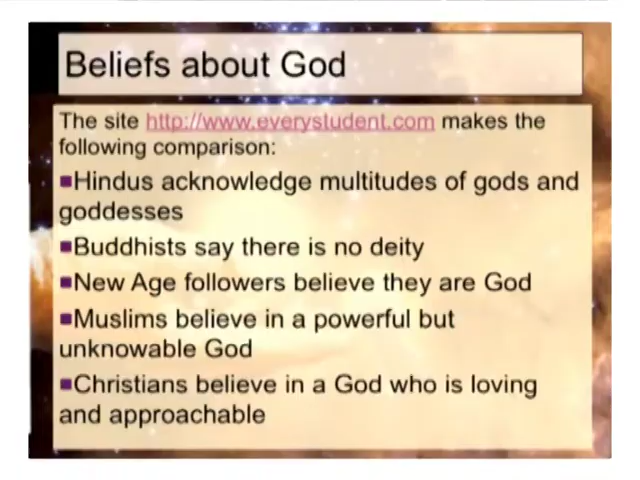 Beliefs about God
The site http://www.everystudent.com makes the
following comparison:
■Hindus acknowledge multitudes of gods and
goddesses
■Buddhists say there is no deity
■New Age followers believe they are God
■Muslims believe in a powerful but
unknowable God
■Christians believe in a God who is loving
and approachable